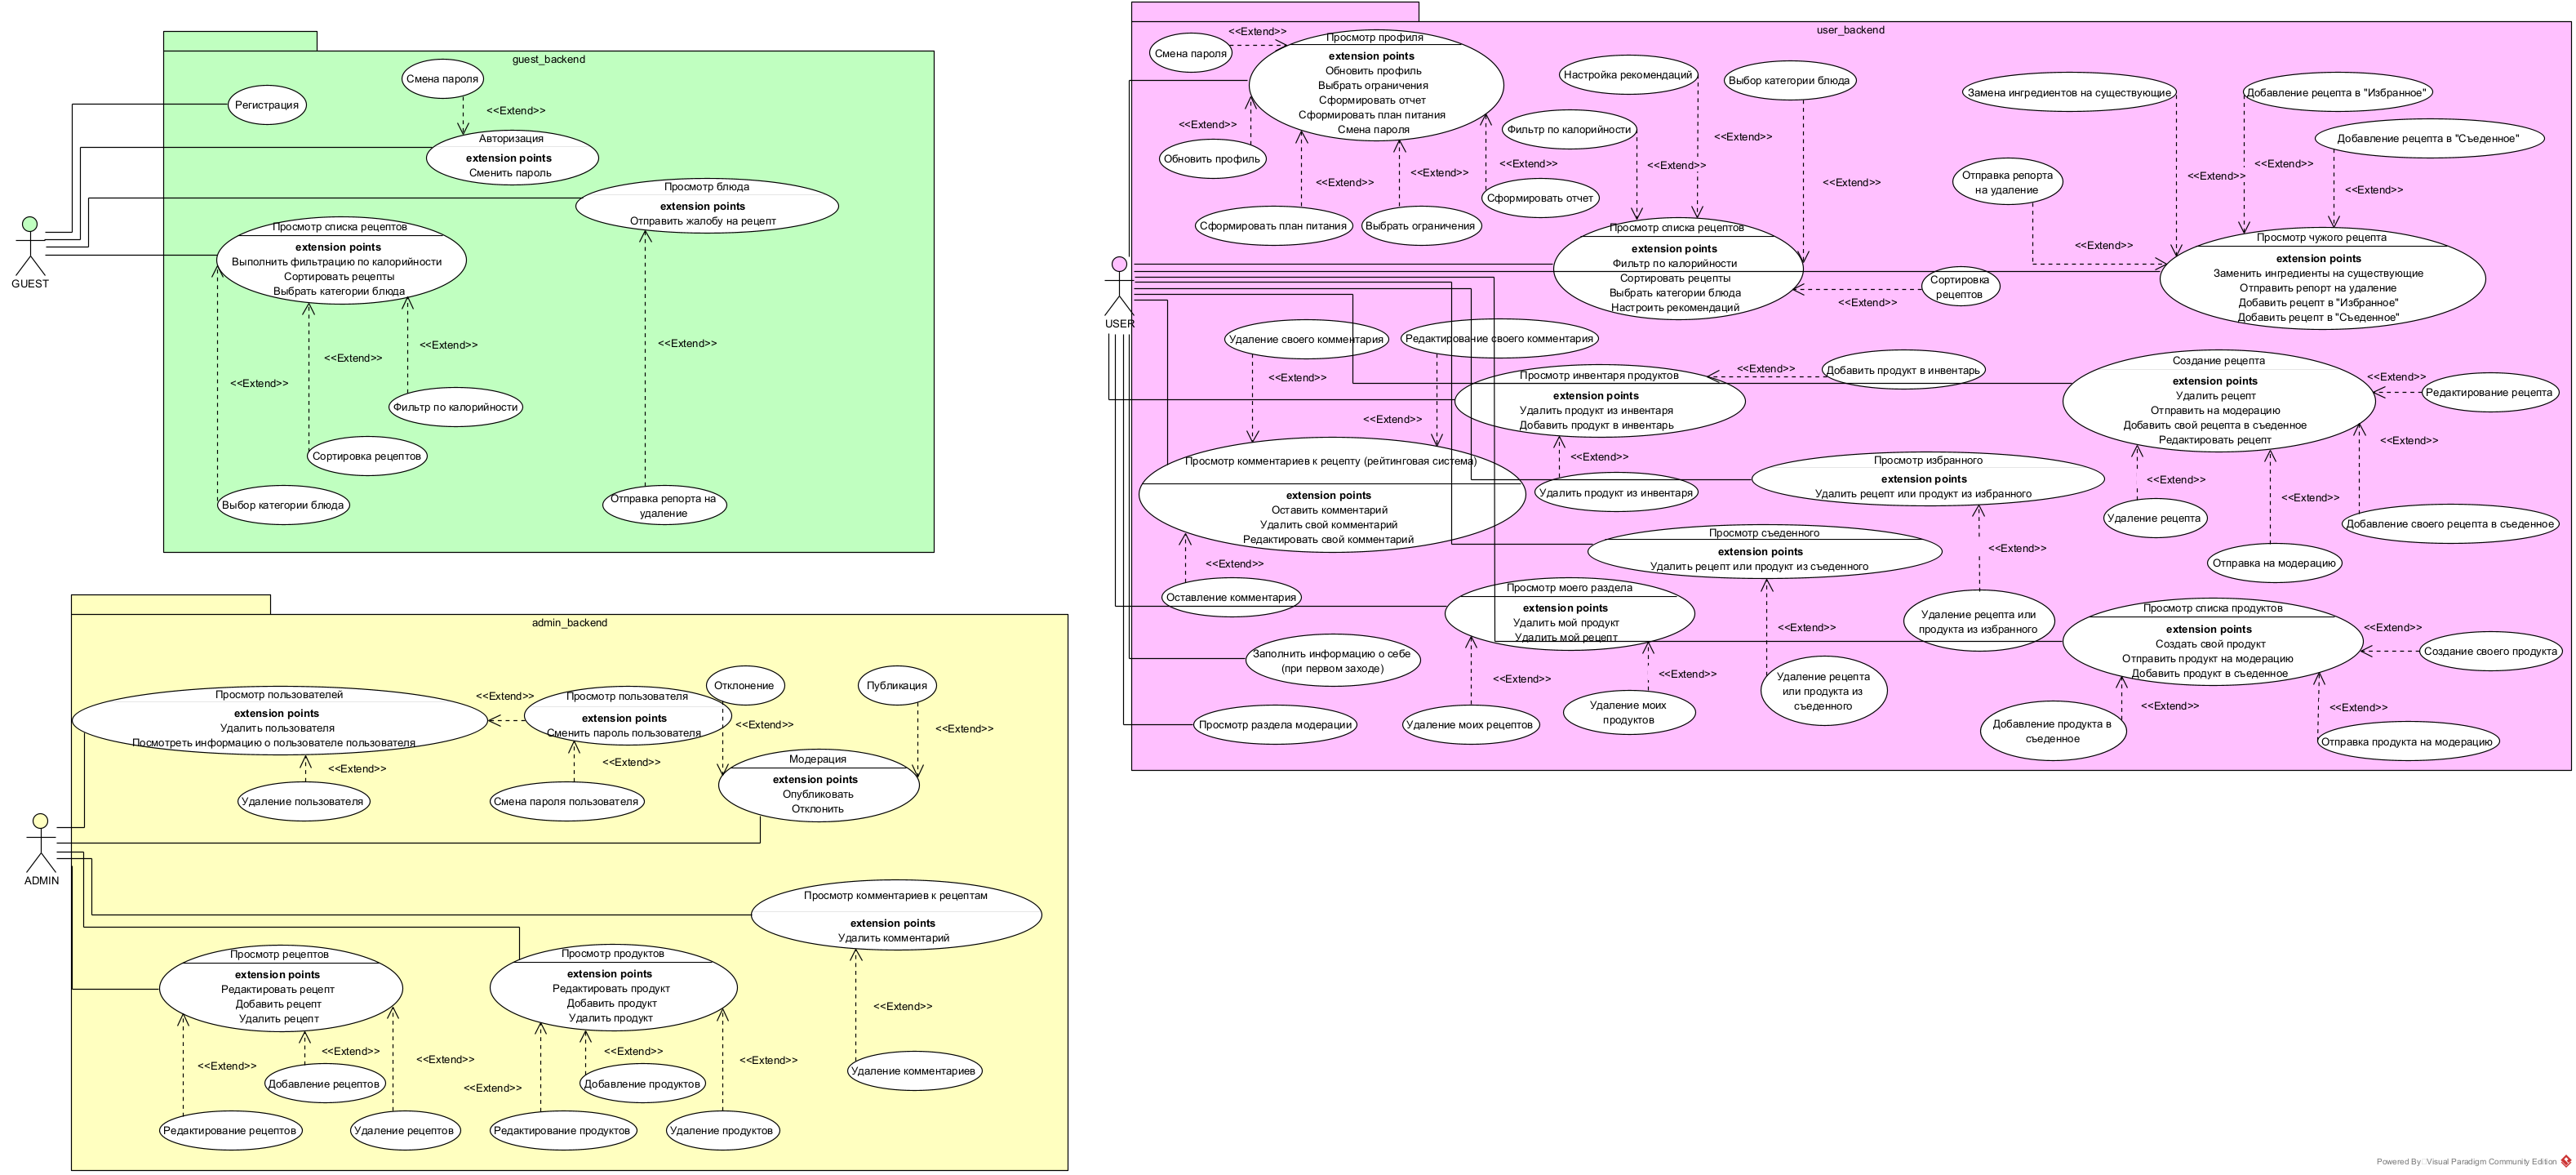 guest_backend
Регистрация
Смена пароля
<<Extend>>
Авторизация
extension points
Сменить пароль
Просмотр блюда
extension points
Отправить жалобу на рецепт
Просмотр списка рецептов
extension points
Выполнить фильтрацию по калорийности
Сортировать рецепты
Выбрать категории блюда
GUEST
<<Extend>>
<<Extend>>
<<Extend>>
<<Extend>>
Фильтр по калорийности
Сортировка рецептов
Выбор категории блюда
Отправка репорта на
удаление
admin_backend
Просмотр пользователей
extension points
Удалить пользователя
Посмотреть информацию о пользователе пользователя
<<Extend>>
Просмотр пользователя
extension points
Сменить пароль пользователя
Отклонение
Публикация
<<Extend>>
<<Extend>>
<<Extend>>
<<Extend>>
Удаление пользователя
Смена пароля пользователя
Модерация
extension points
Опубликовать
Отклонить
ADMIN
Просмотр комментариев к рецептам
extension points
Удалить комментарий
Просмотр рецептов
extension points
Редактировать рецепт
Добавить рецепт
Удалить рецепт
Просмотр продуктов
extension points
Редактировать продукт
Добавить продукт
Удалить продукт
<<Extend>>
<<Extend>>
<<Extend>>
<<Extend>>
<<Extend>>
<<Extend>>
<<Extend>>
Добавление рецептов
Добавление продуктов
Удаление комментариев
Редактирование рецептов
Удаление рецептов
Редактирование продуктов
Удаление продуктов
user_backend
<<Extend>>
Смена пароля
Просмотр профиля
extension points
Обновить профиль
Выбрать ограничения
Сформировать отчет
Сформировать план питания
Смена пароля
<<Extend>>
Обновить профиль
<<Extend>>
<<Extend>>
<<Extend>>
Сформировать отчет
Сформировать план питания
Выбрать ограничения
Настройка рекомендаций
Выбор категории блюда
Фильтр по калорийности
<<Extend>>
<<Extend>>
<<Extend>>
Просмотр списка рецептов
extension points
Фильтр по калорийности
Сортировать рецепты
Выбрать категории блюда
Настроить рекомендаций
<<Extend>>
Сортировка
рецептов
Замена ингредиентов на существующие
Добавление рецепта в "Избранное"
Добавление рецепта в "Съеденное"
Отправка репорта
на удаление
<<Extend>>
<<Extend>>
<<Extend>>
<<Extend>>
Просмотр чужого рецепта
extension points
Заменить ингредиенты на существующие
Отправить репорт на удаление
Добавить рецепт в "Избранное"
Добавить рецепт в "Съеденное"
USER
Удаление своего комментария
Редактирование своего комментария
<<Extend>>
<<Extend>>
Просмотр инвентаря продуктов
extension points
Удалить продукт из инвентаря
Добавить продукт в инвентарь
<<Extend>>
Добавить продукт в инвентарь
<<Extend>>
Удалить продукт из инвентаря
Создание рецепта
extension points
Удалить рецепт
Отправить на модерацию
Добавить свой рецепта в съеденное
Редактировать рецепт
<<Extend>>
Редактирование рецепта
<<Extend>>
<<Extend>>
<<Extend>>
Удаление рецепта
Добавление своего рецепта в съеденное
Отправка на модерацию
Просмотр комментариев к рецепту (рейтинговая система)
extension points
Оставить комментарий
Удалить свой комментарий
Редактировать свой комментарий
<<Extend>>
Оставление комментария
Просмотр избранного
extension points
Удалить рецепт или продукт из избранного
<<Extend>>
Удаление рецепта или
продукта из избранного
Просмотр съеденного
extension points
Удалить рецепт или продукт из съеденного
<<Extend>>
Удаление рецепта
или продукта из
съеденного
Просмотр моего раздела
extension points
Удалить мой продукт
Удалить мой рецепт
<<Extend>>
<<Extend>>
Удаление моих рецептов
Удаление моих
продуктов
Заполнить информацию о себе
(при первом заходе)
Просмотр раздела модерации
Просмотр списка продуктов
extension points
Создать свой продукт
Отправить продукт на модерацию
Добавить продукт в съеденное
<<Extend>>
Создание своего продукта
<<Extend>>
<<Extend>>
Добавление продукта в
съеденное
Отправка продукта на модерацию
Powered By: Visual Paradigm Community Edition